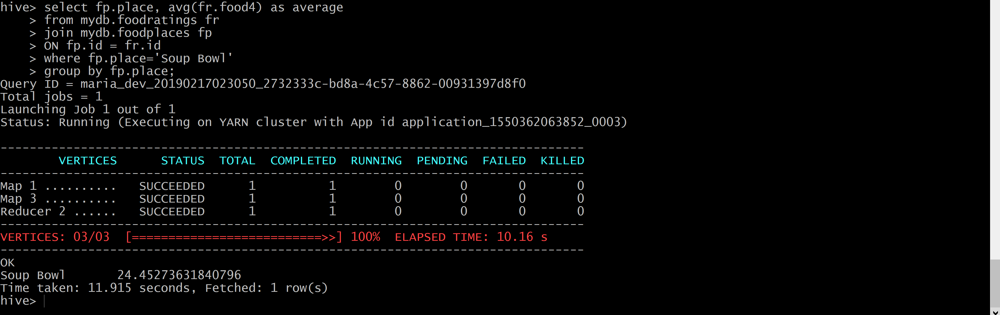 hive> select fp.place, avg(fr.food4) as average
    > from mydb.foodratings fr
    > join mydb.foodplaces fp
    > ON fp.id = fr.id
    > where fp.place='Soup Bowl'
    > group by fp.place;
Query ID = maria_dev_20190217023050_2732333c-bd8a-4c57-8862-00931397d8f0
Total jobs = 1
Launching Job 1 out of 1
Status: Running (Executing on YARN cluster with App id application_1550362063852_0003)
--------------------------------------------------------------------------------
        VERTICES      STATUS  TOTAL  COMPLETED  RUNNING  PENDING  FAILED  KILLED
--------------------------------------------------------------------------------
Map 1 ..........   SUCCEEDED      1          1        0        0       0       0
Map 3 ..........   SUCCEEDED      1          1        0        0       0       0
Reducer 2 ......   SUCCEEDED      1          1        0        0       0       0
--------------------------------------------------------------------------------
VERTICES: 03/03  [==========================>>] 100%  ELAPSED TIME: 10.16 s
--------------------------------------------------------------------------------
OK
Soup Bowl       24.45273631840796
Time taken: 11.915 seconds, Fetched: 1 row(s)
hive>